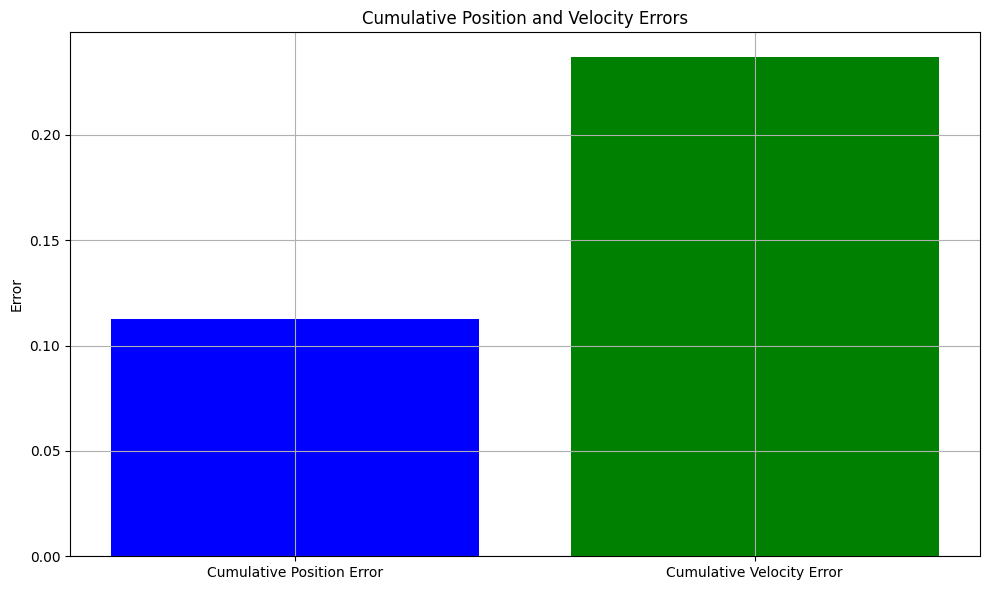 Cumulative Position and Velocity Errors
Error
0.20
0.15
0.10
0.05
0.00
Cumulative Position Error
Cumulative Velocity Error